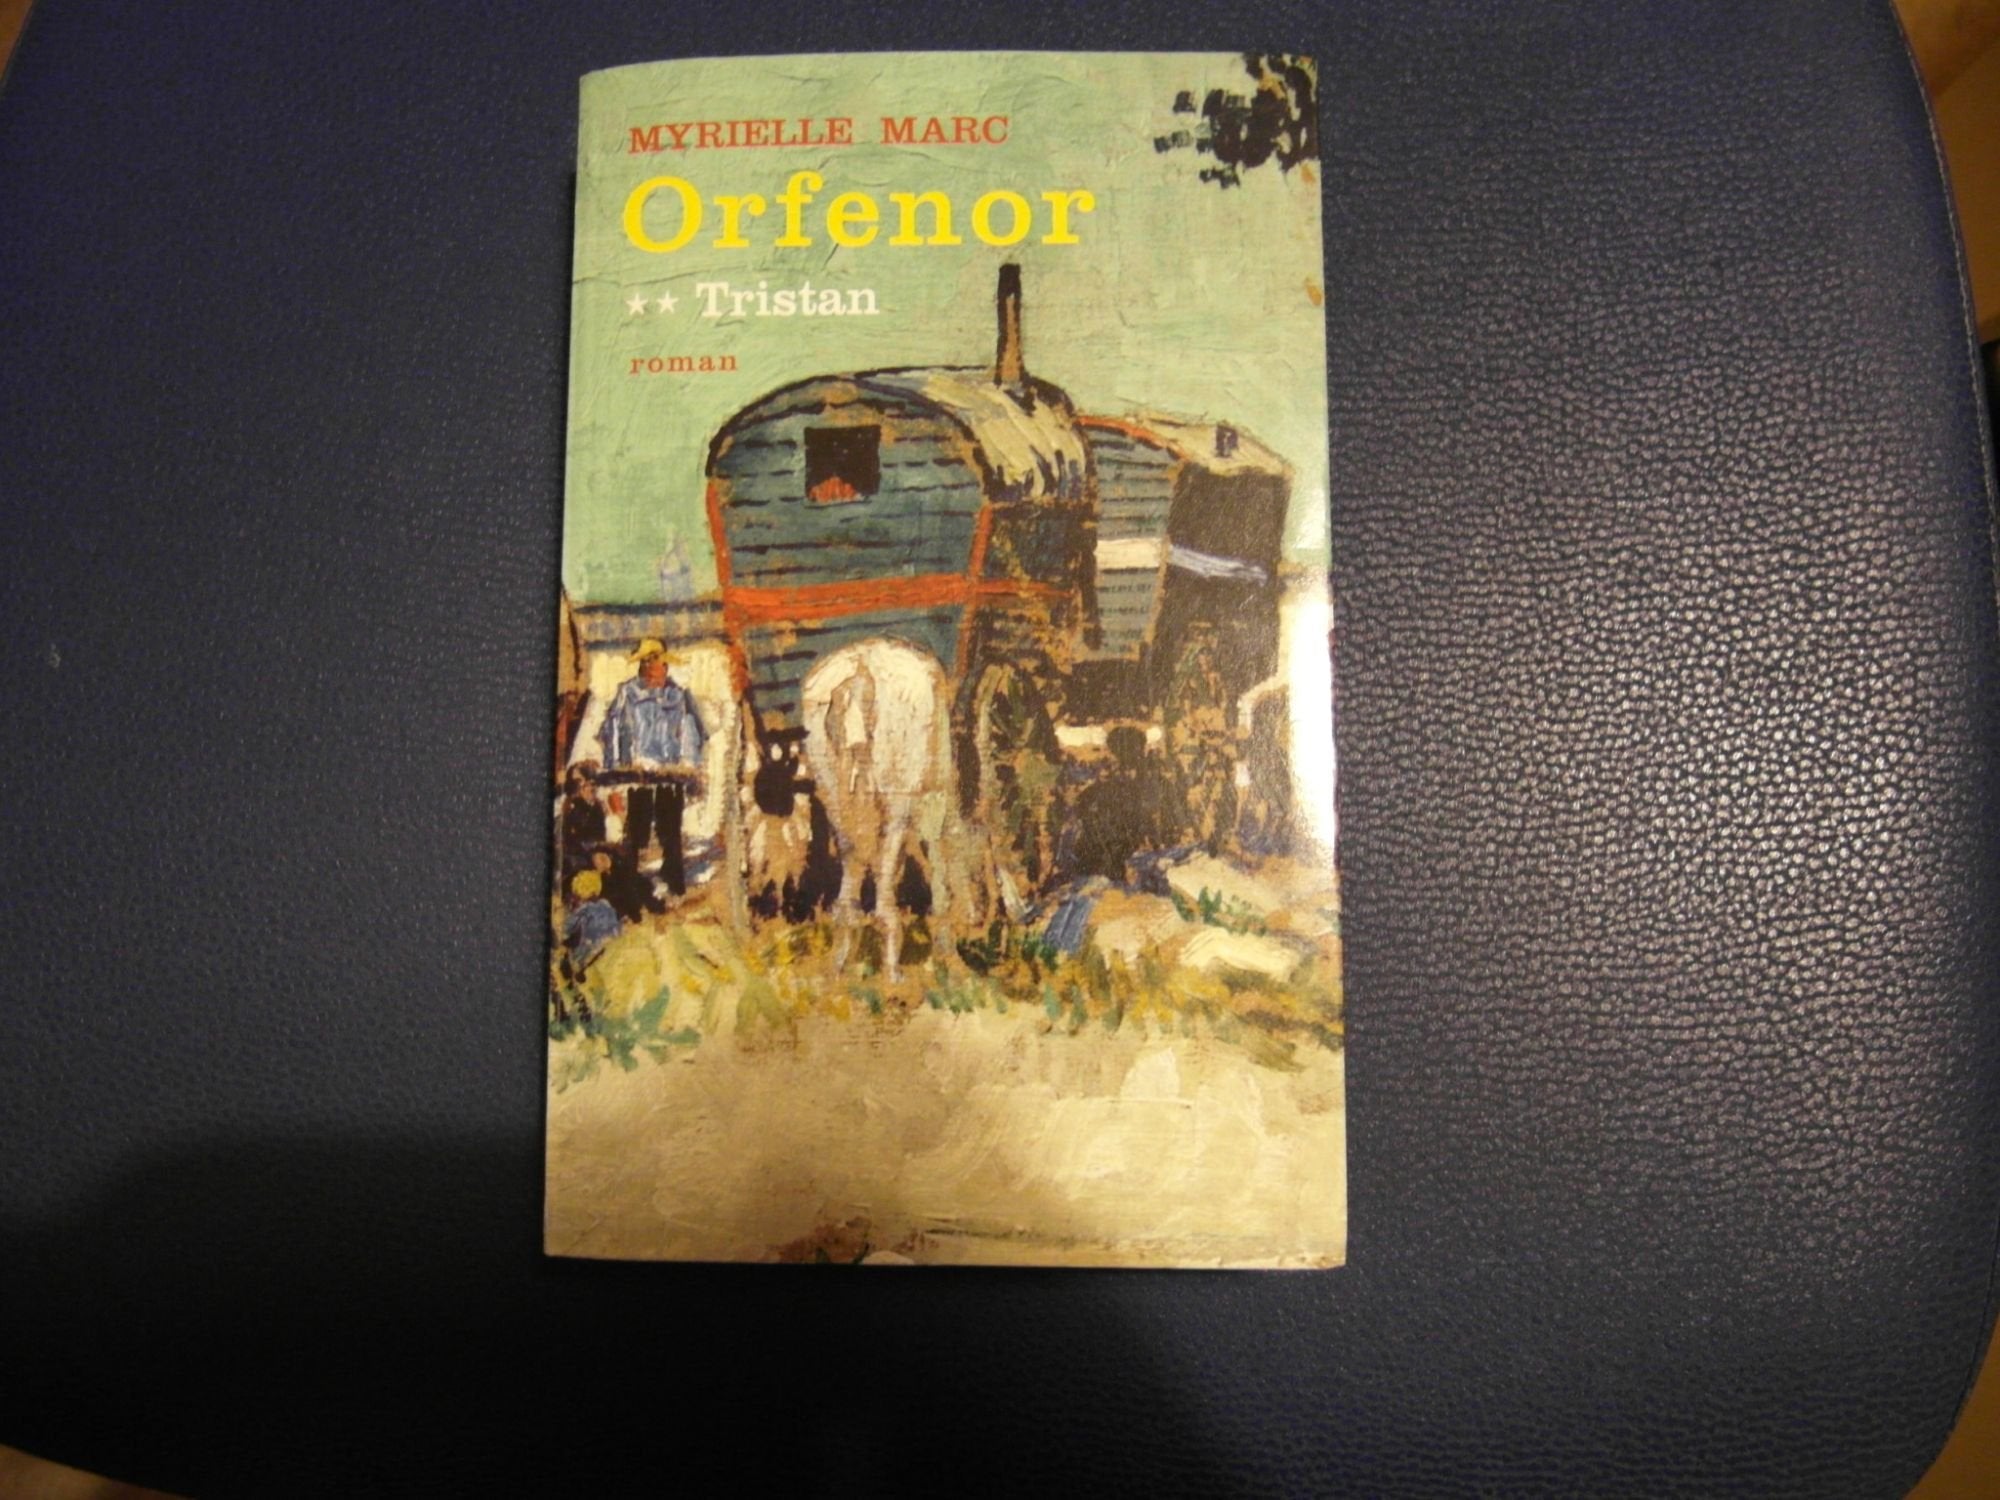 MYRIELLE MARC
Orfenor
★★ Tristan
roman